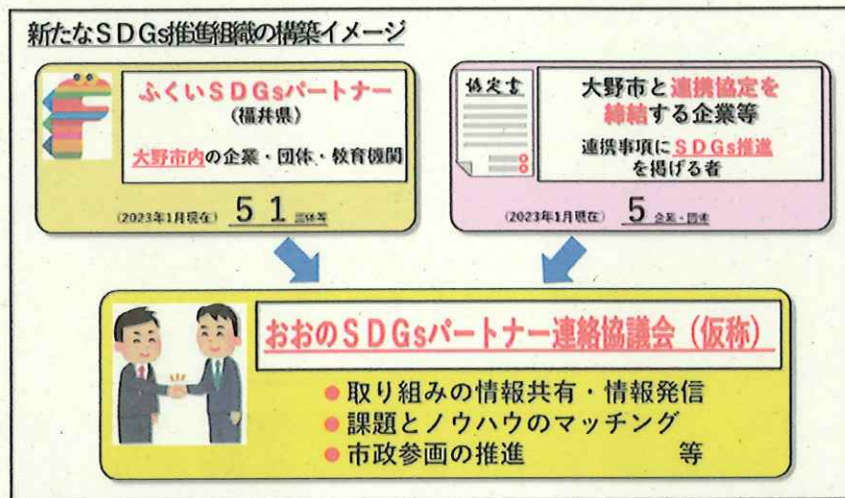 新たなSDGs推進組織の構築イメージ
ふくいSDGsパートナー
(福井県)
大野市内の企業・団体・教育機関
(2023年1月現在) 51 団体等
協定書
大野市と連携協定を
締結する企業等
連携事項にSDGs推進
を掲げる者
(2023年1月現在) 5 企業・団体
おおのSDGsパートナー連絡協議会(仮称)
●取り組みの情報共有・情報発信
●課題とノウハウのマッチング
●市政参画の推進 等